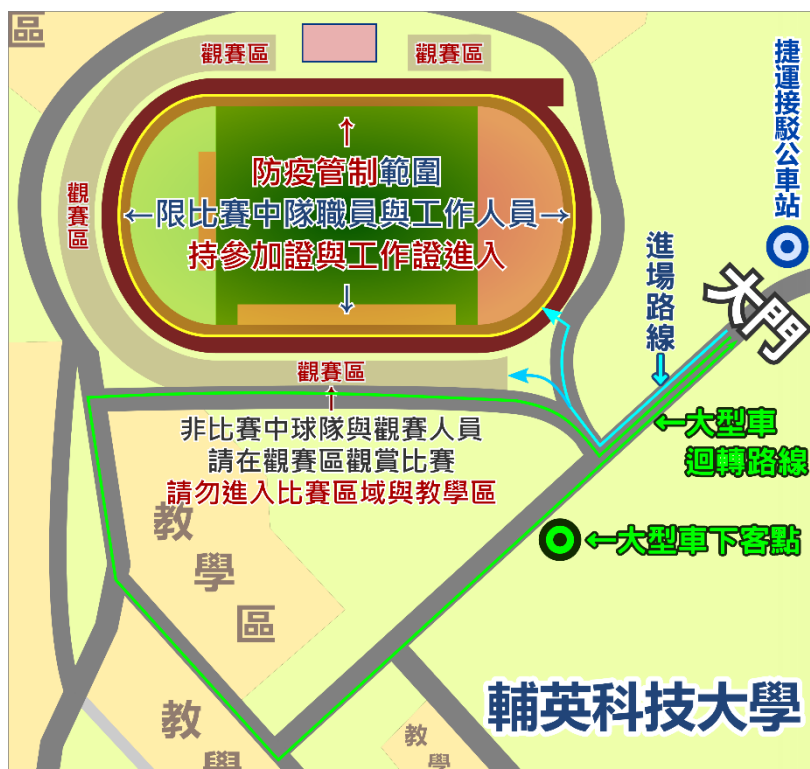 區
觀賽區
觀賽區
捷運接駁公車站
↑
防疫管制範圍
←限比賽中隊職員與工作人員→
持參加證與工作證進入
↓
觀賽區
進場路線↓
大門
觀賽區
↑
非比賽中球隊與觀賽人員
請在觀賽區觀賞比賽
請勿進入比賽區域與教學區
←大型車
迴轉路線
←大型車下客點
教學區
輔英科技大學
教學
教學